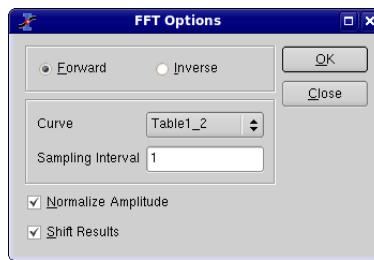 FFT Options
Forward Inverse
OK
Close
Curve Table1_2
Sampling Interval 1
Normalize Amplitude
Shift Results